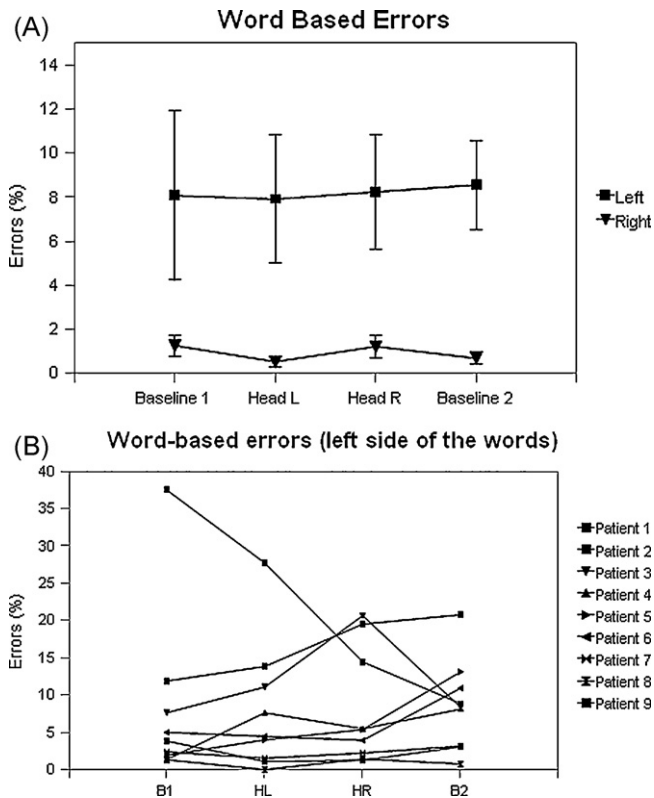 (A)
Word Based Errors
14
12
10
8
6
4
2
0
Errors (%)
Baseline 1 Head L Head R Baseline 2
Left
Right
(B)
Word-based errors (left side of the words)
40
35
30
25
20
15
10
5
0
Errors (%)
B1 HL HR B2
Patient 1
Patient 2
Patient 3
Patient 4
Patient 5
Patient 6
Patient 7
Patient 8
Patient 9